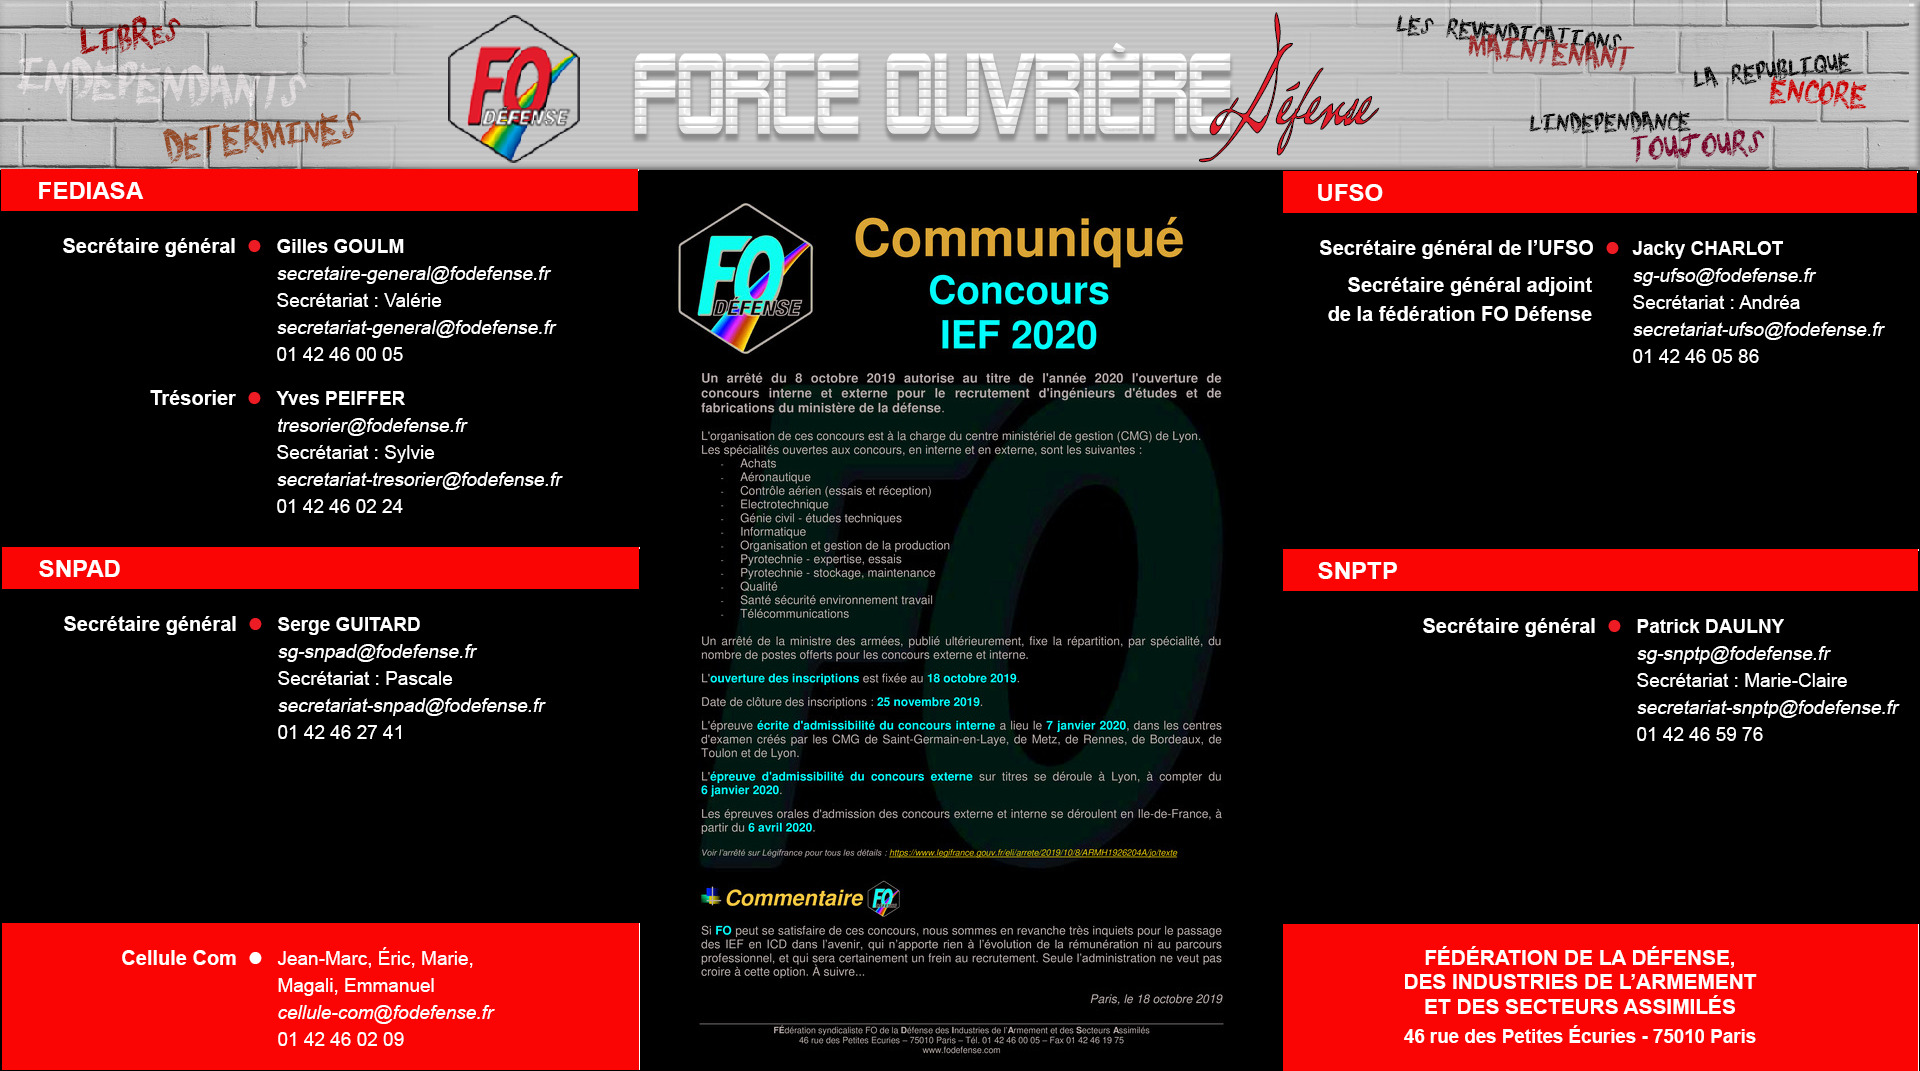 LIBRES
INDEPENDANTS
DETERMINES
FO
DÉFENSE
FORCE OUVRIÈRE
Défense
LES REVENDICATIONS
MAINTENANT
LA REPUBLIQUE
ENCORE
L'INDEPENDANCE
TOUJOURS
FEDIASA
Secrétaire général ● Gilles GOULM
secretaire-general@fodefense.fr
Secrétariat : Valérie
secretariat-general@fodefense.fr
01 42 46 00 05
Trésorier ● Yves PEIFFER
tresorier@fodefense.fr
Secrétariat : Sylvie
secretariat-tresorier@fodefense.fr
01 42 46 02 24
SNPAD
Secrétaire général ● Serge GUITARD
sg-snpad@fodefense.fr
Secrétariat : Pascale
secretariat-snpad@fodefense.fr
01 42 46 27 41
Cellule Com ● Jean-Marc, Éric, Marie,
Magali, Emmanuel
cellule-com@fodefense.fr
01 42 46 02 09
FO
DÉFENSE
Communiqué
Concours
IEF 2020
Un arrêté du 8 octobre 2019 autorise au titre de l'année 2020 l'ouverture de
concours interne et externe pour le recrutement d'ingénieurs d'études et de
fabrications du ministère de la défense.
L'organisation de ces concours est à la charge du centre ministériel de gestion (CMG) de Lyon.
Les spécialités ouvertes aux concours, en interne et en externe, sont les suivantes :
- Achats
- Aéronautique
- Contrôle aérien (essais et réception)
- Electrotechnique
- Génie civil - études techniques
- Informatique
- Organisation et gestion de la production
- Pyrotechnie - expertise, essais
- Pyrotechnie - stockage, maintenance
- Qualité
- Santé sécurité environnement travail
- Télécommunications
Un arrêté de la ministre des armées, publié ultérieurement, fixe la répartition, par spécialité, du
nombre de postes offerts pour les concours externe et interne.
L'ouverture des inscriptions est fixée au 18 octobre 2019.
Date de clôture des inscriptions : 25 novembre 2019.
L'épreuve écrite d'admissibilité du concours interne a lieu le 7 janvier 2020, dans les centres
d'examen créés par les CMG de Saint-Germain-en-Laye, de Metz, de Rennes, de Bordeaux, de
Toulon et de Lyon.
L'épreuve d'admissibilité du concours externe sur titres se déroule à Lyon, à compter du
6 janvier 2020.
Les épreuves orales d'admission des concours externe et interne se déroulent en Ile-de-France, à
partir du 6 avril 2020.
Voir l'arrêté sur Légifrance pour tous les détails : https://www.legifrance.gouv.fr/eli/arrete/2019/10/8/ARMH1926204A/jo/texte
Commentaire FO DÉFENSE
Si FO peut se satisfaire de ces concours, nous sommes en revanche très inquiets pour le passage
des IEF en ICD dans l'avenir, qui n'apporte rien à l'évolution de la rémunération ni au parcours
professionnel, et qui sera certainement un frein au recrutement. Seule l'administration ne veut pas
croire à cette option. À suivre...
Paris, le 18 octobre 2019
FÉdération syndicaliste FO de la Défense des Industries de l'Armement et des Secteurs Assimilés
46 rue des Petites Ecuries – 75010 Paris – Tél. 01 42 46 00 05 – Fax 01 42 46 19 75
www.fodefense.com
UFSO
Secrétaire général de l'UFSO ● Jacky CHARLOT
Secrétaire général adjoint
de la fédération FO Défense
sg-ufso@fodefense.fr
Secrétariat : Andréa
secretariat-ufso@fodefense.fr
01 42 46 05 86
SNPTP
Secrétaire général ● Patrick DAULNY
sg-snptp@fodefense.fr
Secrétariat : Marie-Claire
secretariat-snptp@fodefense.fr
01 42 46 59 76
FÉDÉRATION DE LA DÉFENSE,
DES INDUSTRIES DE L'ARMEMENT
ET DES SECTEURS ASSIMILÉS
46 rue des Petites Écuries - 75010 Paris